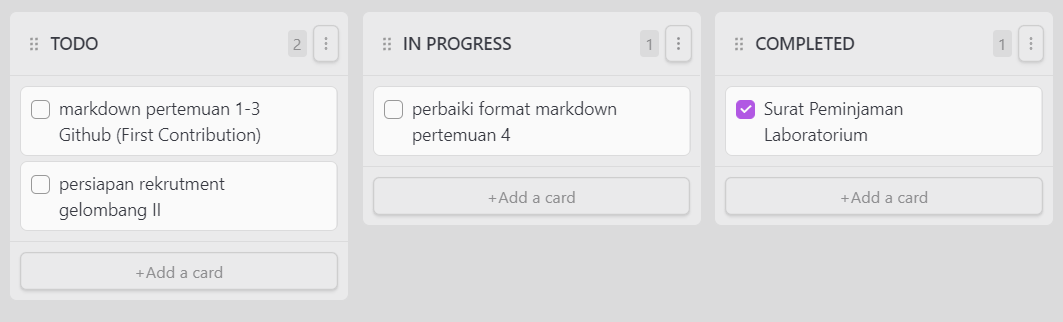 TODO
2
markdown pertemuan 1-3
Github (First Contribution)
persiapan rekrutment
gelombang II
+Add a card
IN PROGRESS
1
perbaiki format markdown
pertemuan 4
+Add a card
COMPLETED
1
Surat Peminjaman
Laboratorium
+Add a card